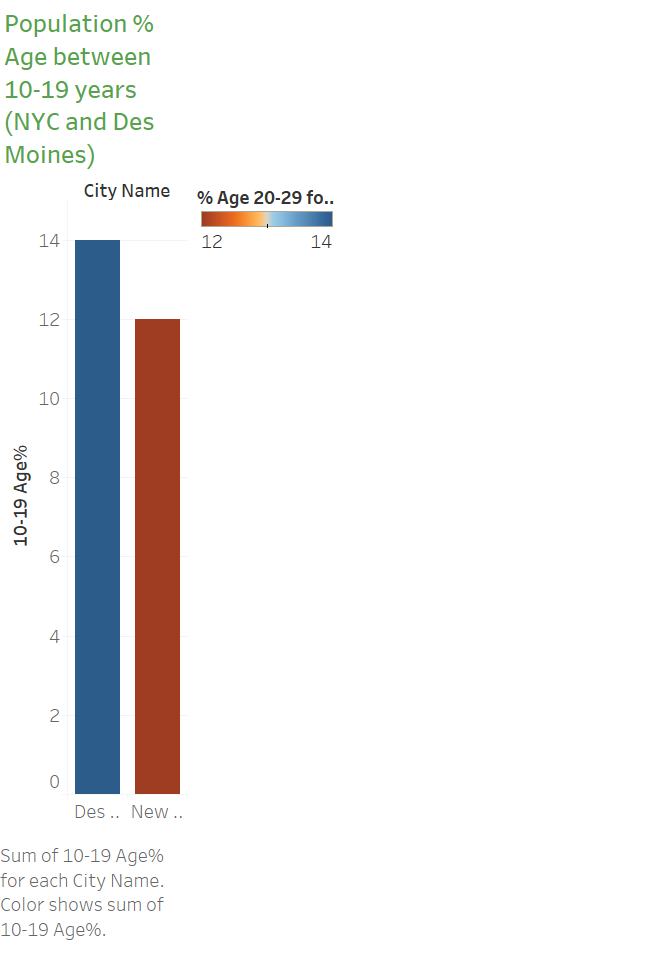 Population %
Age between
10-19 years
(NYC and Des
Moines)
City Name
% Age 20-29 fo..
12 14
14
12
10
8
6
4
2
0
10-19 Age%
Des .. New ..
Sum of 10-19 Age%
for each City Name.
Color shows sum of
10-19 Age%.